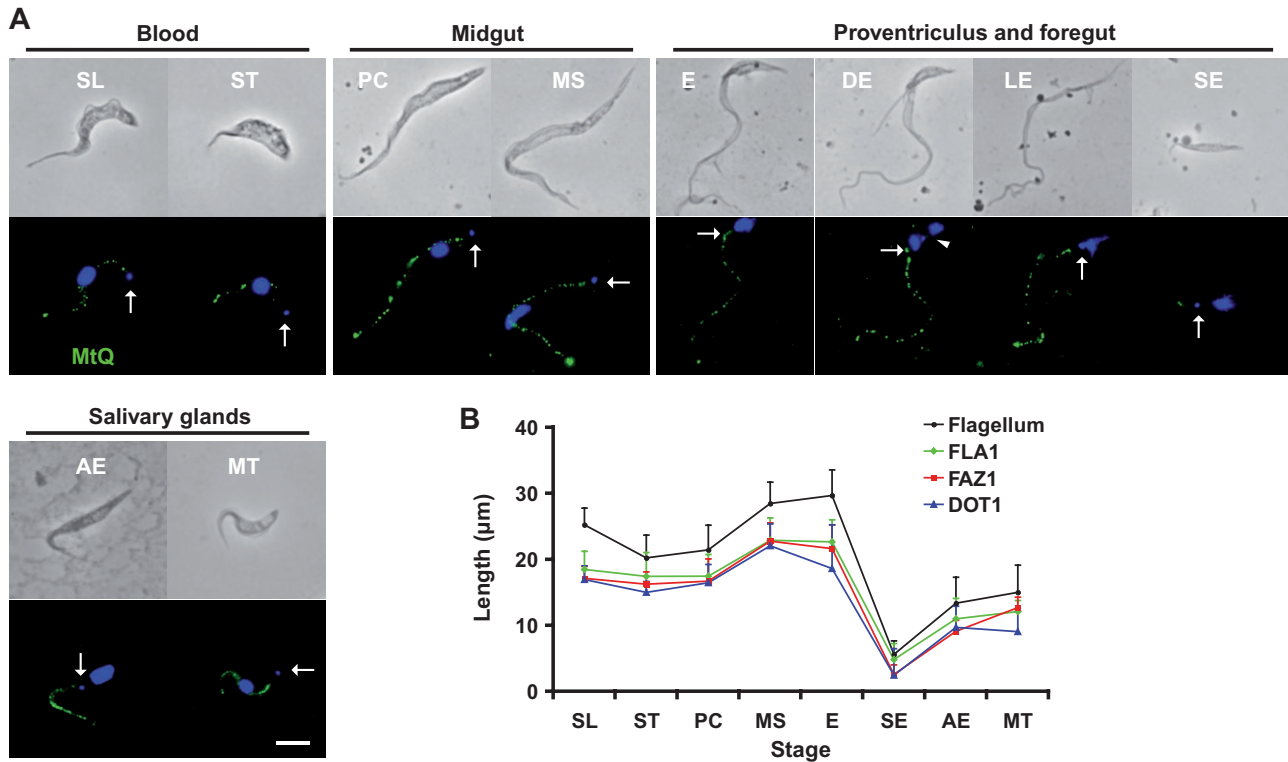 A
Blood
Midgut
Proventriculus and foregut
SL
ST
PC
MS
E
DE
LE
SE
MtQ
Salivary glands
AE
MT
B
40
30
20
10
0
Length (μm)
Flagellum
FLA1
FAZ1
DOT1
SL ST PC MS E SE AE MT
Stage